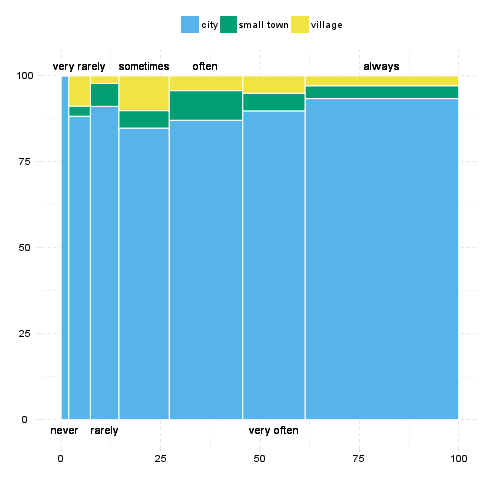 city small town village
very rarely sometimes often always
100
75
50
25
0
never rarely very often
0 25 50 75 100